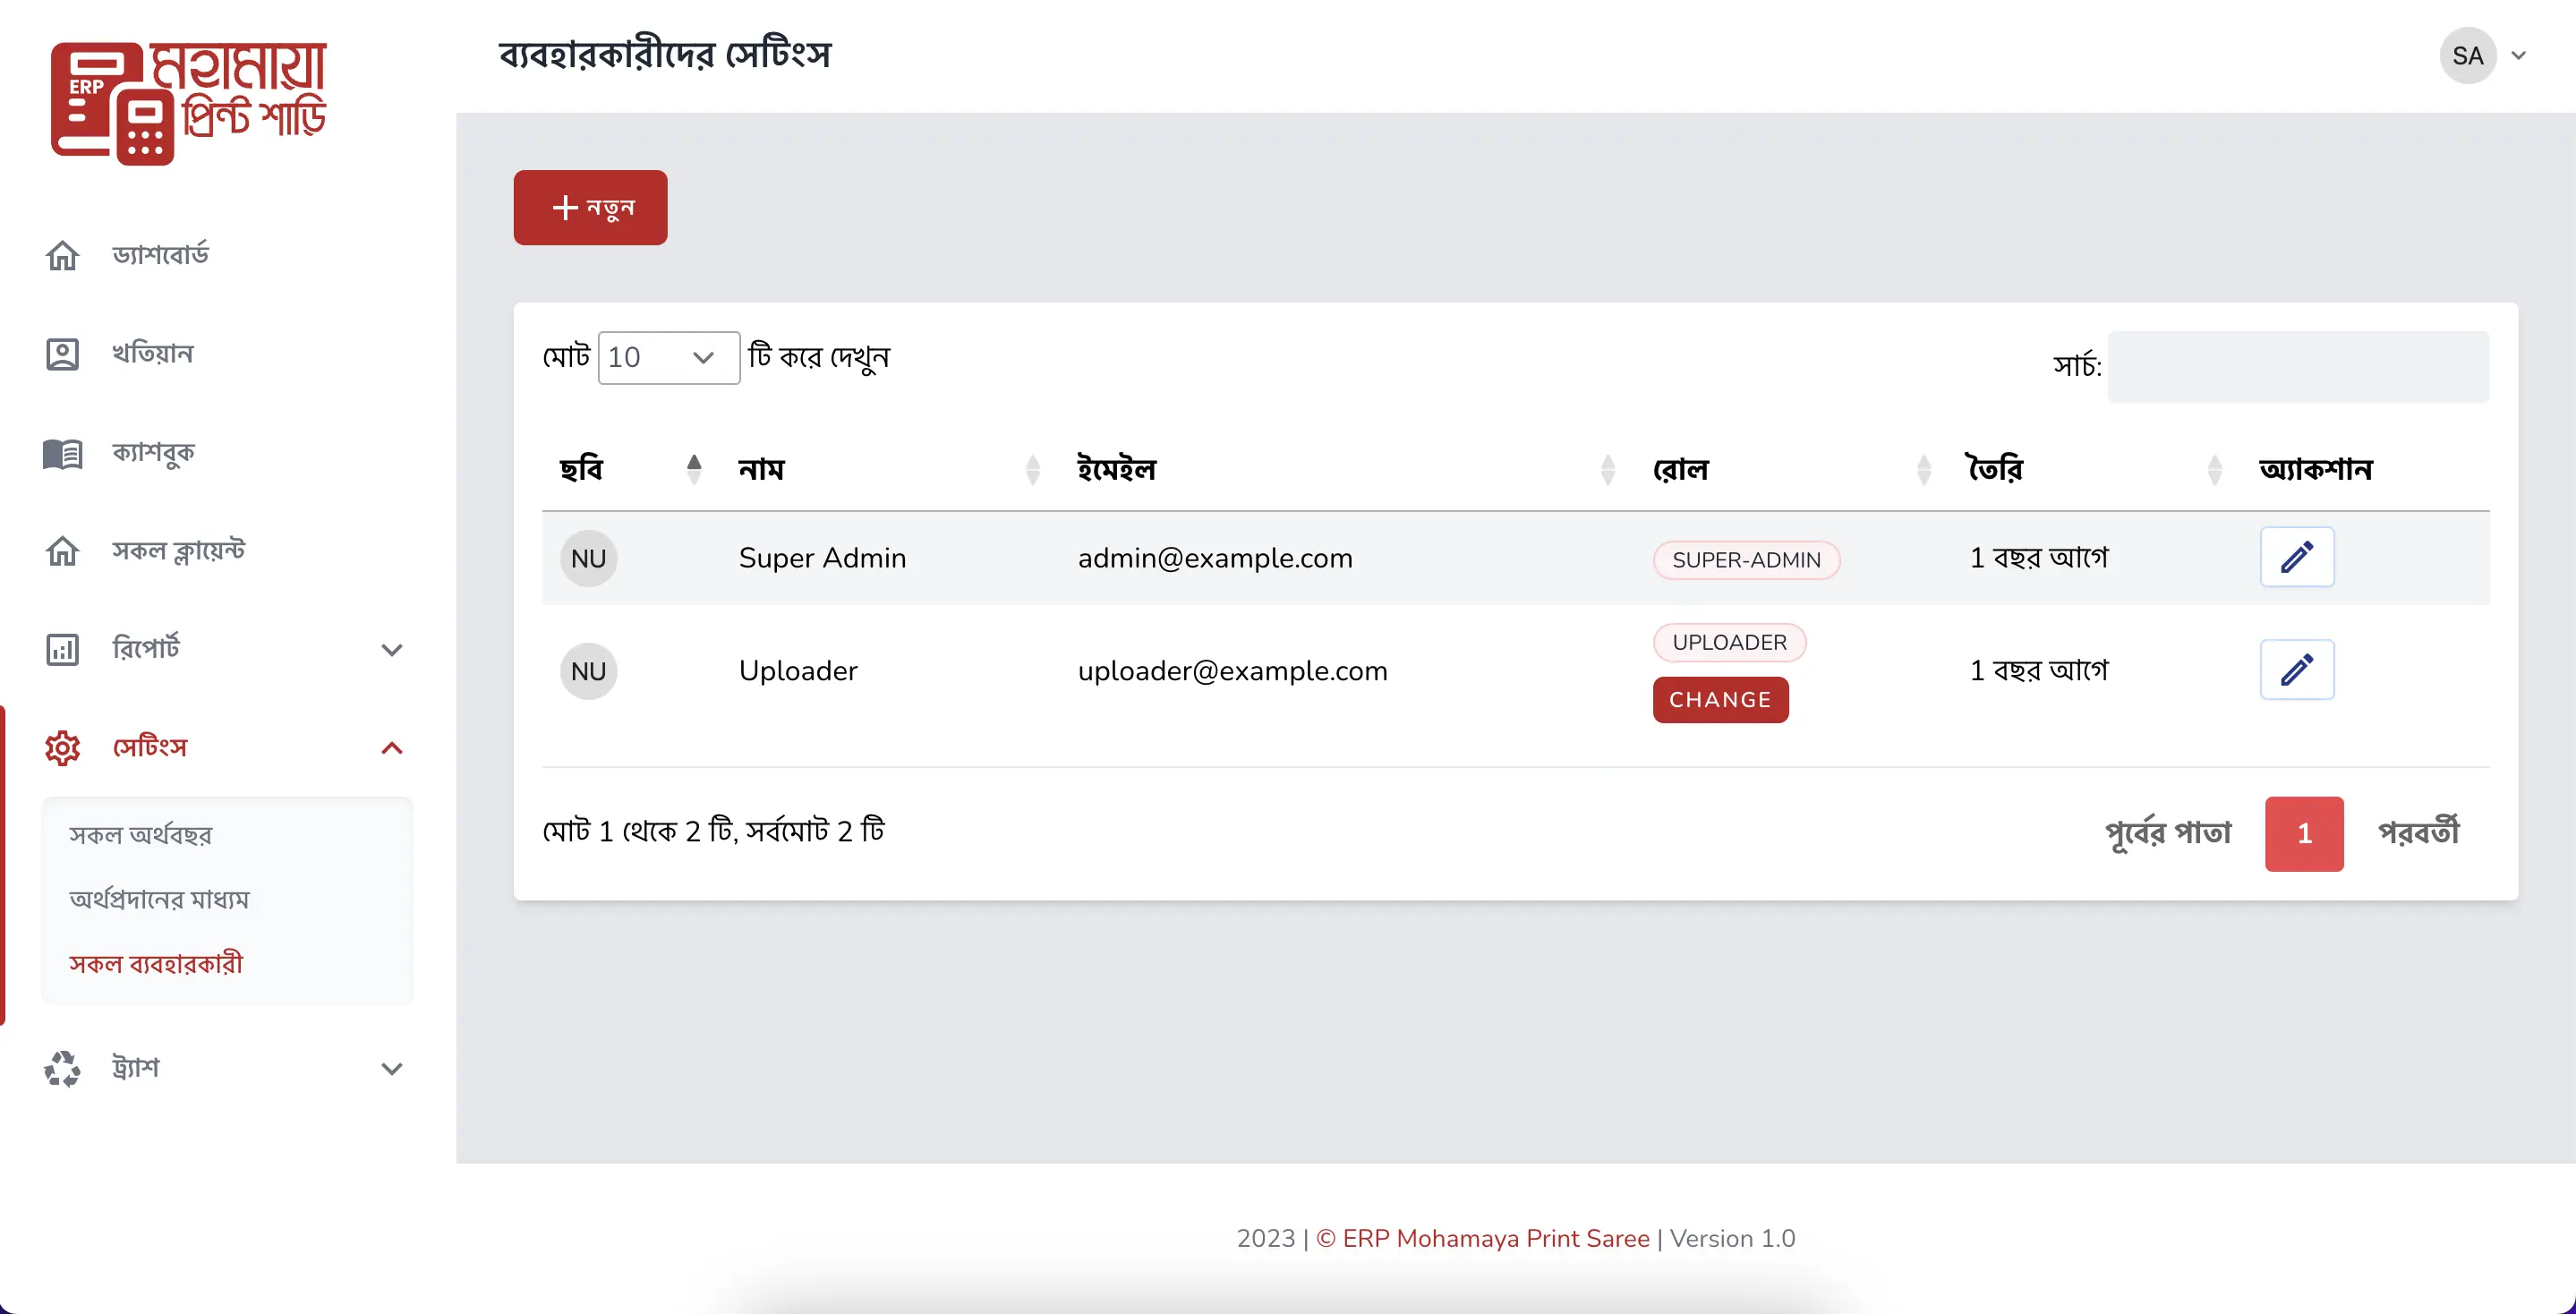 ERP
মহামায়া
প্রিন্ট শাড়ি
ড্যাশবোর্ড
খতিয়ান
ক্যাশবুক
সকল ক্লায়েন্ট
রিপোর্ট
সেটিংস
সকল অর্থবছর
অর্থপ্রদানের মাধ্যম
সকল ব্যবহারকারী
ট্র্যাশ
ব্যবহারকারীদের সেটিংস
SA
নতুন
মোট 10 টি করে দেখুন
সার্চ:
ছবি নাম ইমেইল রোল তৈরি অ্যাকশান
NU Super Admin admin@example.com SUPER-ADMIN 1 বছর আগে
NU Uploader uploader@example.com UPLOADER 1 বছর আগে
CHANGE
মোট 1 থেকে 2 টি, সর্বমোট 2 টি
পূর্বের পাতা 1 পরবর্তী
2023 | © ERP Mohamaya Print Saree | Version 1.0